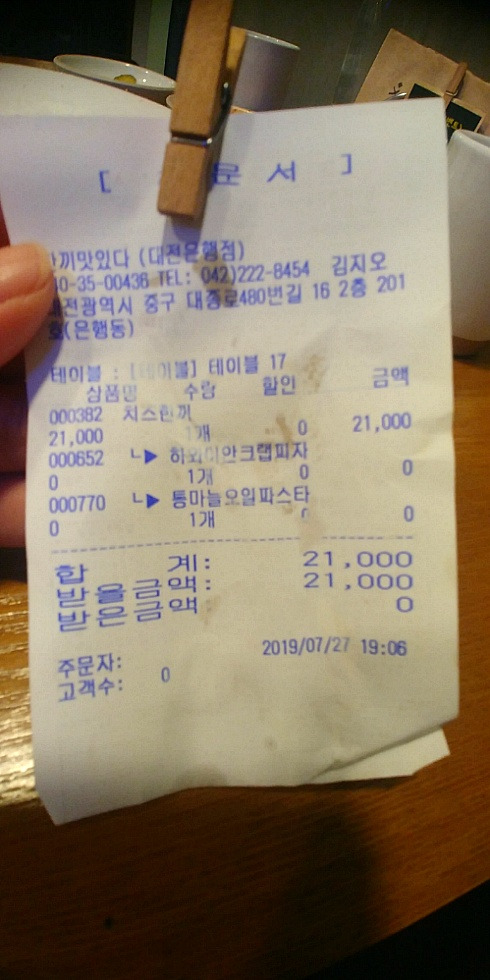 [ 문 서 ]
끼맛있다 (대전은행점)
0-35-00436 TEL: 042)222-8454 김지오
대전광역시 중구 대종로480번길 16 2층 201
호(은행동)
테이블 : [테이블] 테이블 17
상품명 수량 할인 금액
000382 치즈한끼
21,000 1개 0 21,000
000652 ㄴ▶ 하와이안크랩피자
0 1개 0 0
000770 ㄴ▶ 통마늘오일파스타
0 1개 0
합 계: 21,000
받을금액: 21,000
받은금액: 0
2019/07/27 19:06
주문자:
고객수: 0